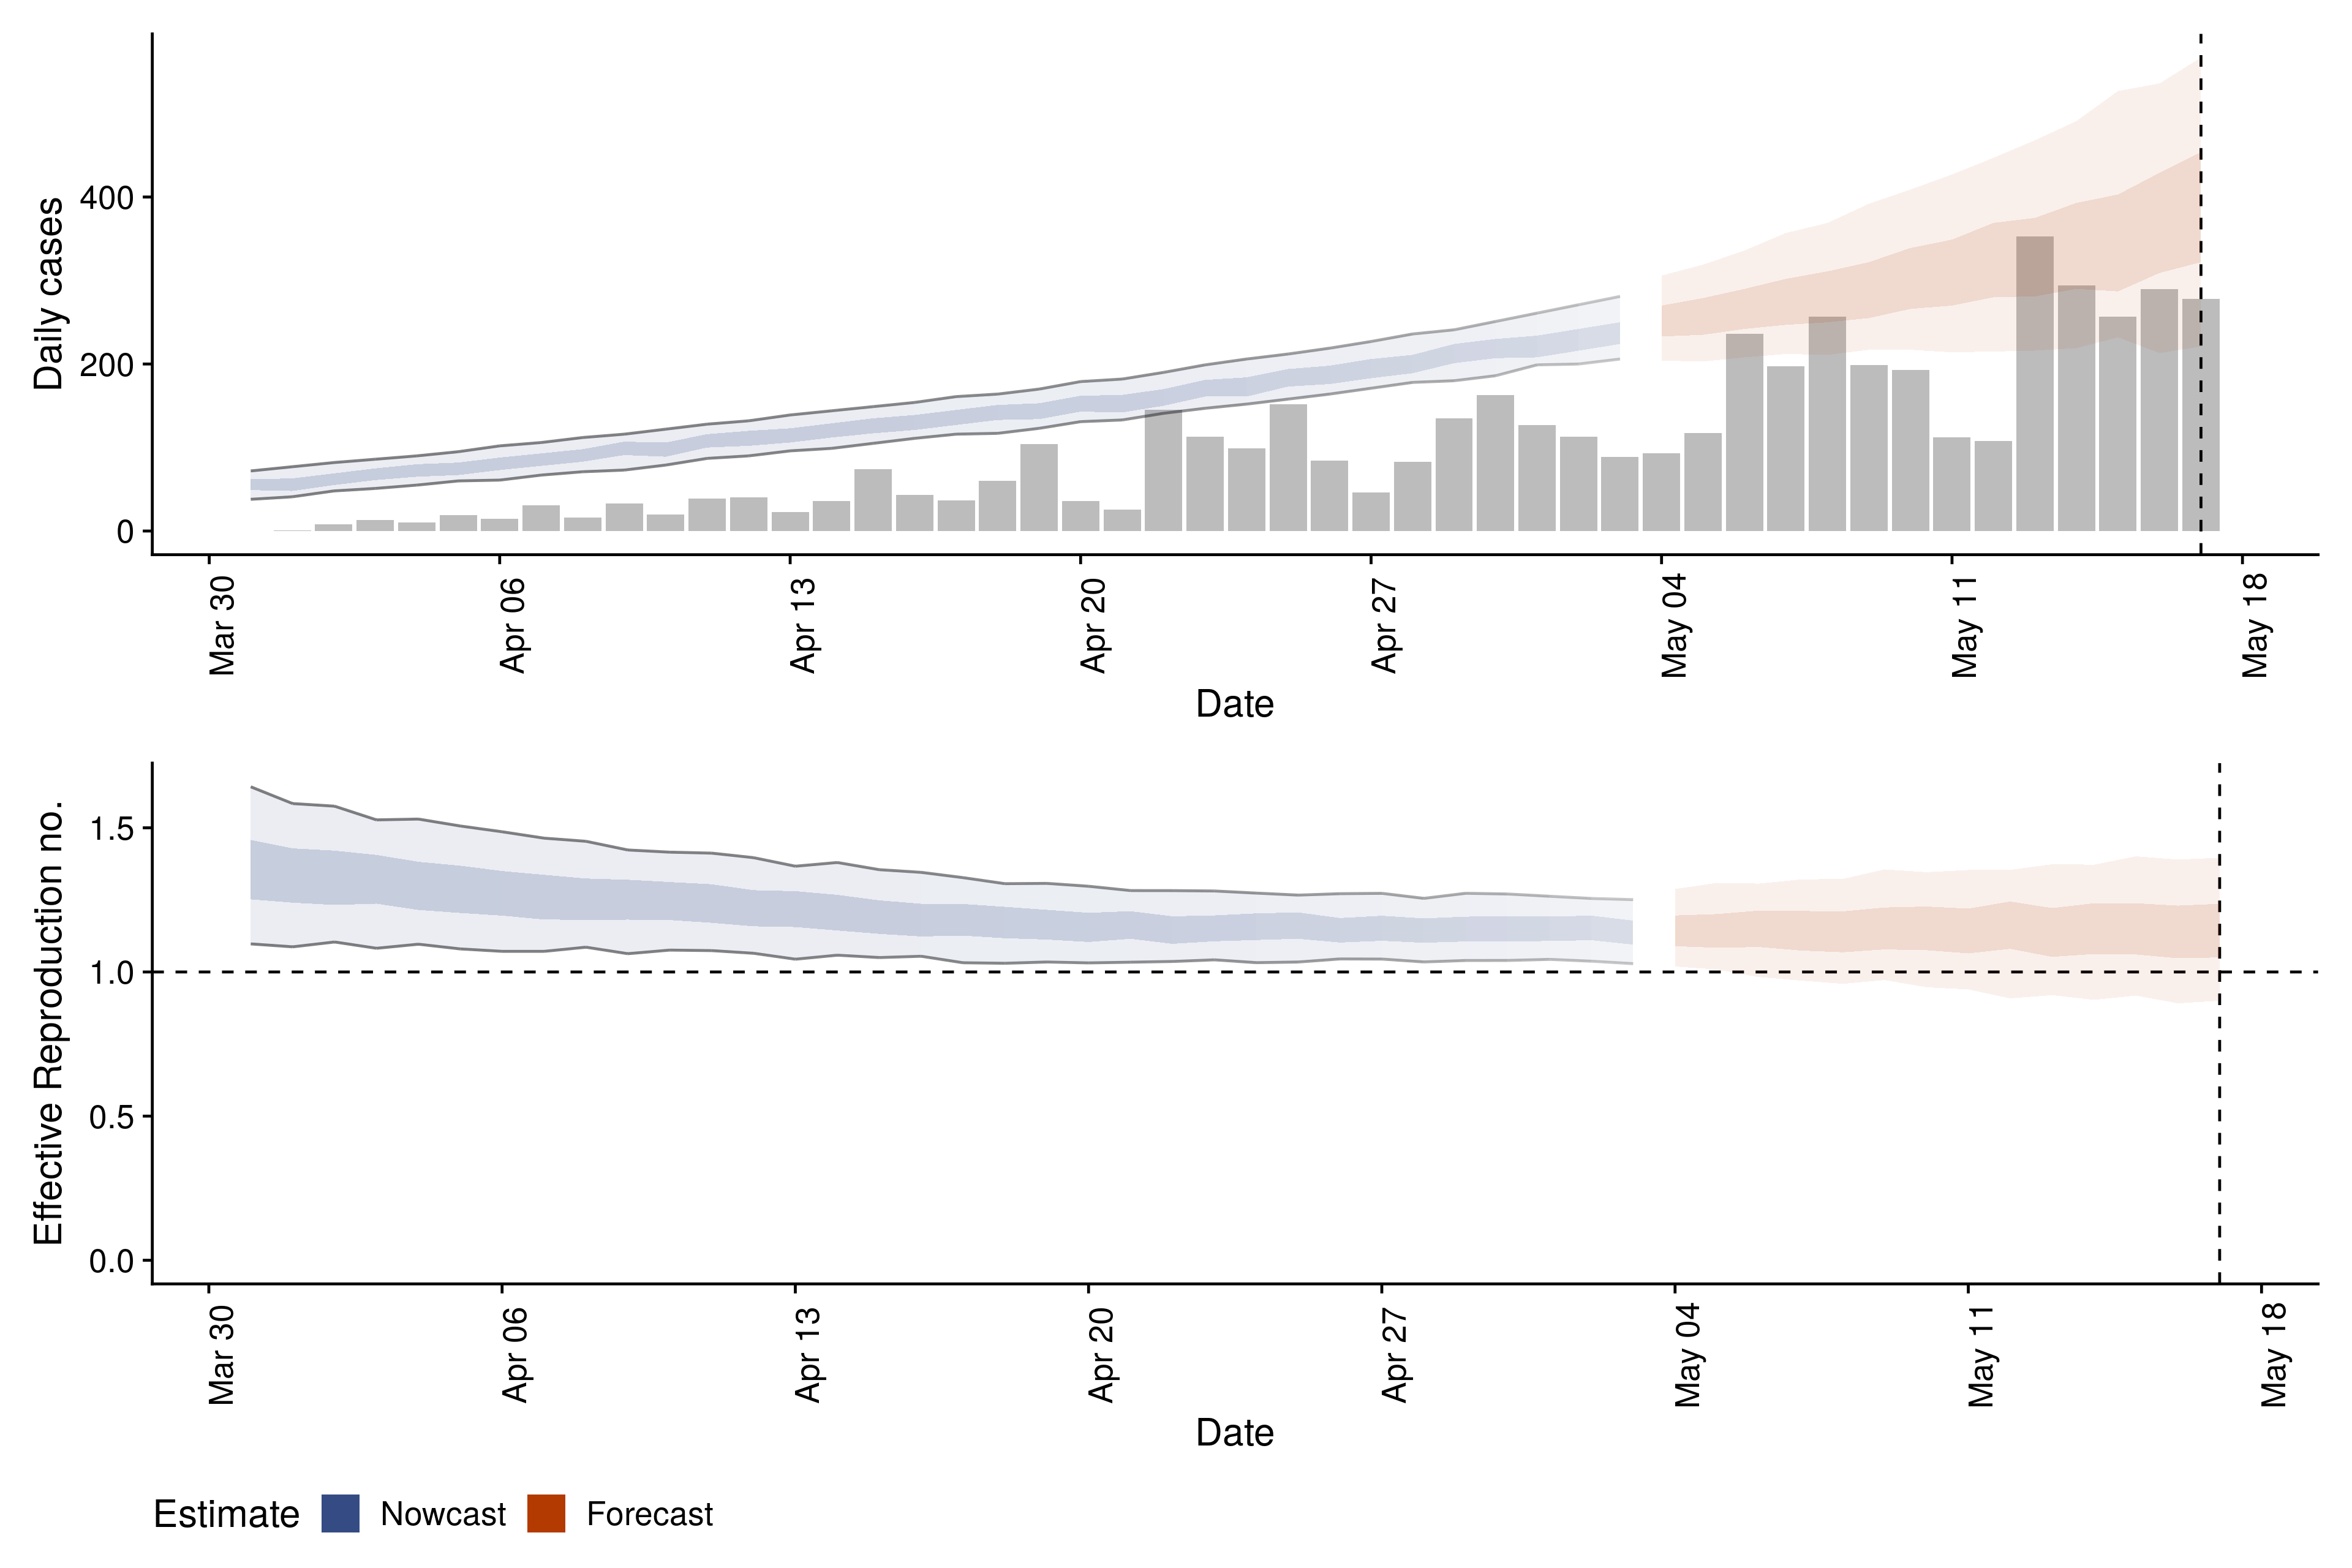 Daily cases
400
200
0
Mar 30
Apr 06
Apr 13
Apr 20
Apr 27
May 04
May 11
May 18
Date
Effective Reproduction no.
1.5
1.0
0.5
0.0
Mar 30
Apr 06
Apr 13
Apr 20
Apr 27
May 04
May 11
May 18
Date
Estimate Nowcast Forecast